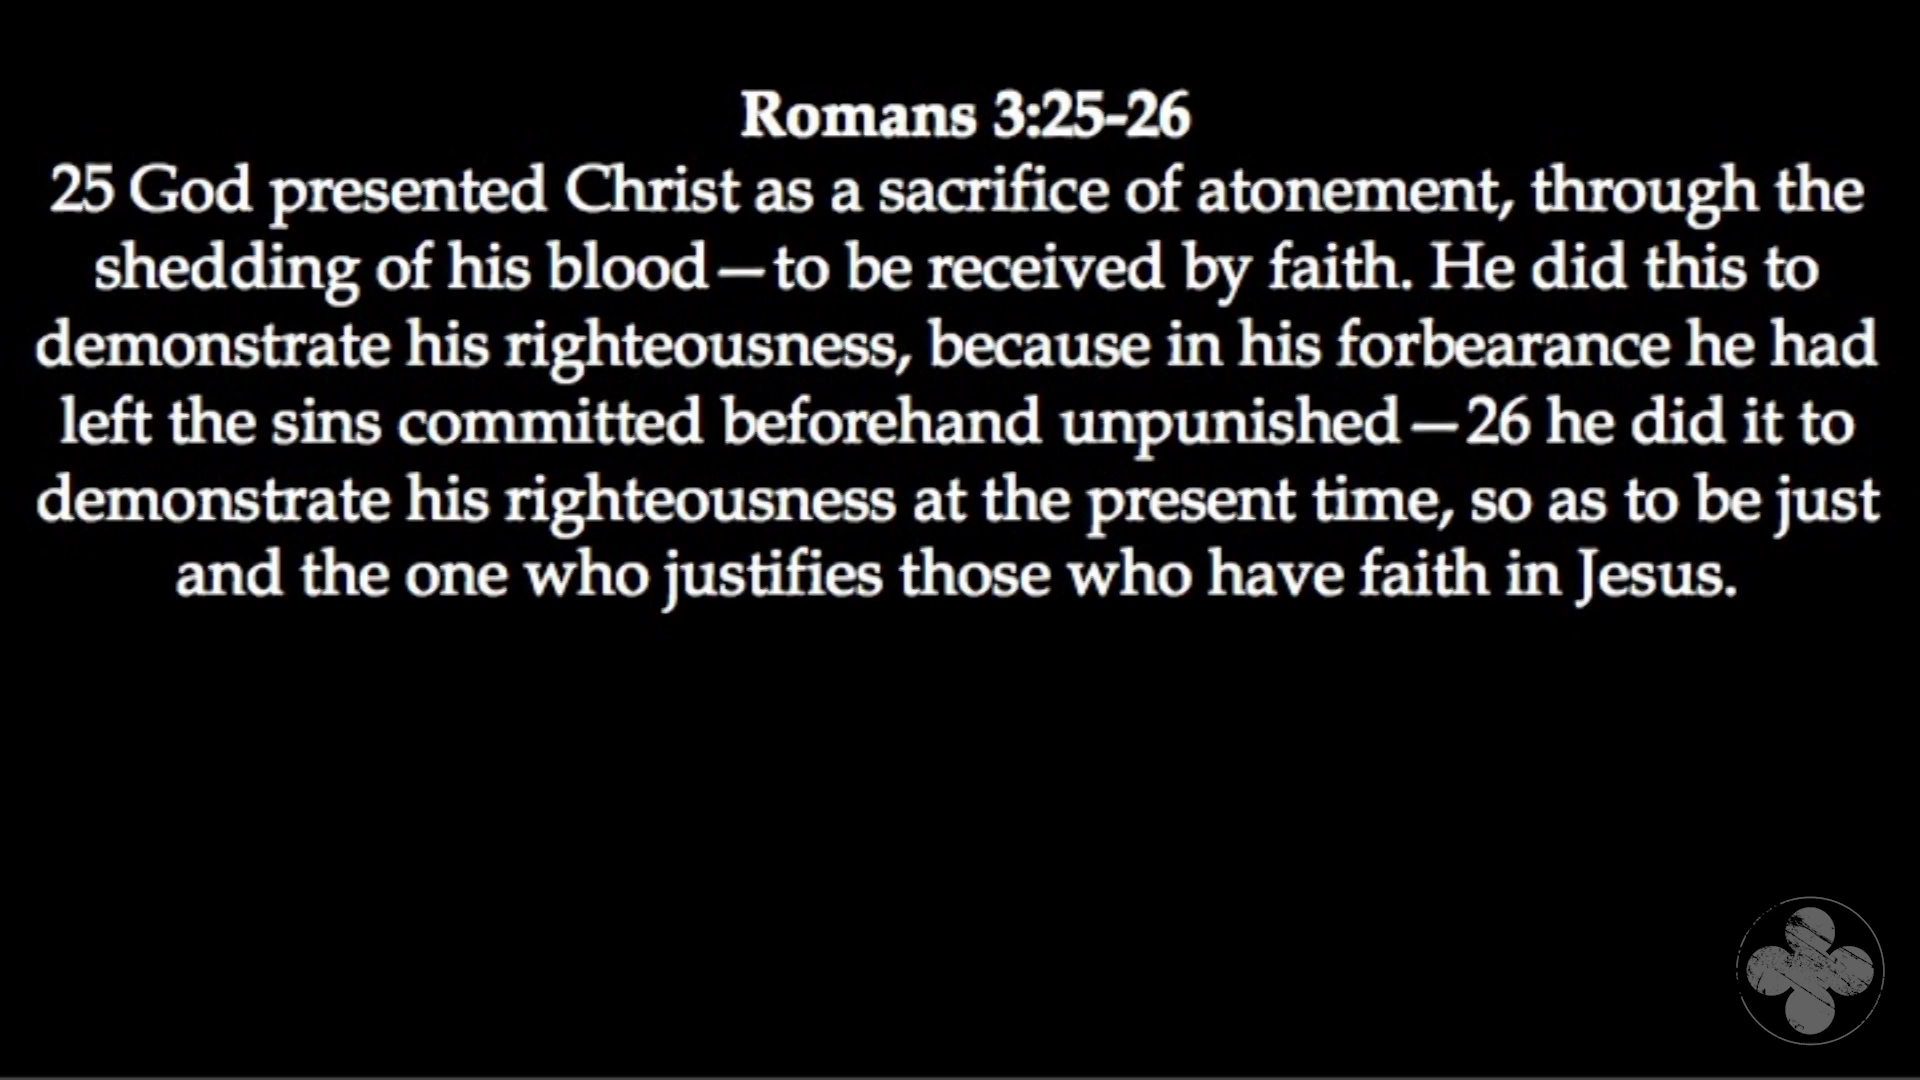 Romans 3:25-26
25 God presented Christ as a sacrifice of atonement, through the
shedding of his blood—to be received by faith. He did this to
demonstrate his righteousness, because in his forbearance he had
left the sins committed beforehand unpunished—26 he did it to
demonstrate his righteousness at the present time, so as to be just
and the one who justifies those who have faith in Jesus.